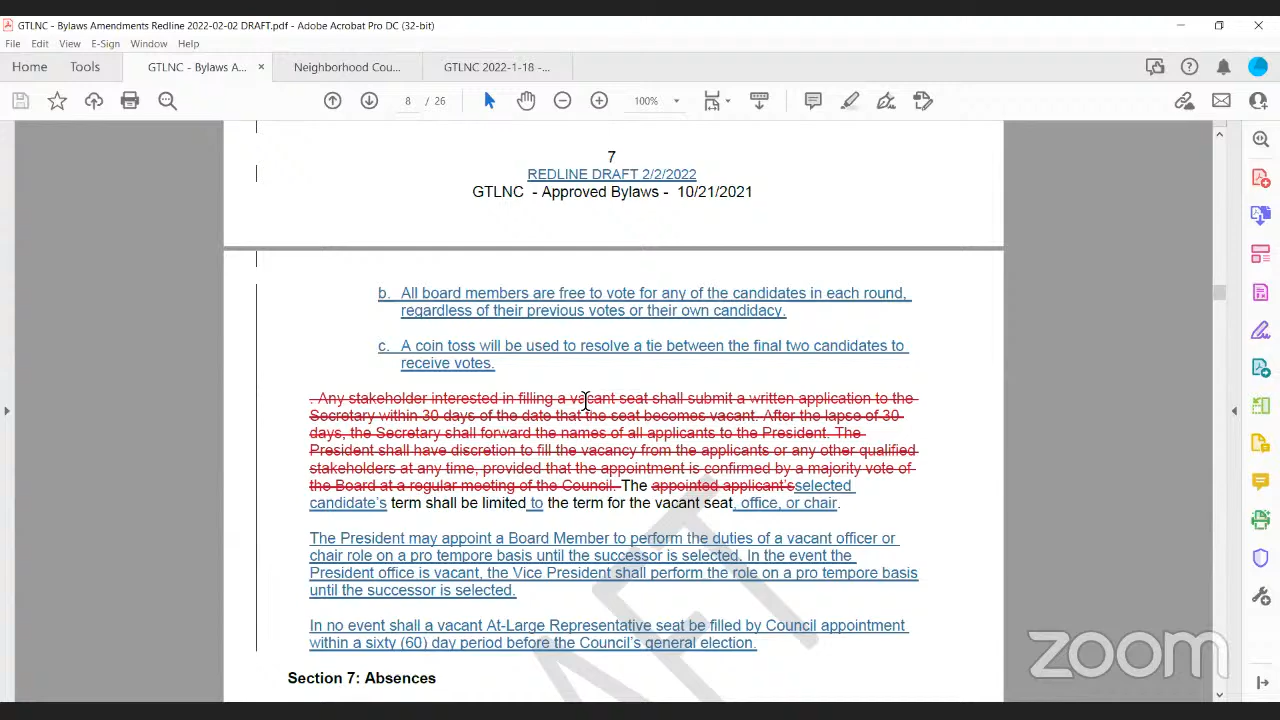 GTLNC - Bylaws Amendments Redline 2022-02-02 DRAFT.pdf - Adobe Acrobat Pro DC (32-bit)
File Edit View E-Sign Window Help
Home Tools GTLNC - Bylaws A... × Neighborhood Cou... GTLNC 2022-1-18 -...
8 / 26 100%
7
REDLINE DRAFT 2/2/2022
GTLNC - Approved Bylaws - 10/21/2021
b. All board members are free to vote for any of the candidates in each round,
regardless of their previous votes or their own candidacy.
c. A coin toss will be used to resolve a tie between the final two candidates to
receive votes.
. Any stakeholder interested in filling a vacant seat shall submit a written application to the
Secretary within 30 days of the date that the seat becomes vacant. After the lapse of 30
days, the Secretary shall forward the names of all applicants to the President. The
President shall have discretion to fill the vacancy from the applicants or any other qualified
stakeholders at any time, provided that the appointment is confirmed by a majority vote of
the Board at a regular meeting of the Council. The appointed applicant's selected
candidate's term shall be limited to the term for the vacant seat, office, or chair.
The President may appoint a Board Member to perform the duties of a vacant officer or
chair role on a pro tempore basis until the successor is selected. In the event the
President office is vacant, the Vice President shall perform the role on a pro tempore basis
until the successor is selected.
In no event shall a vacant At-Large Representative seat be filled by Council appointment
within a sixty (60) day period before the Council's general election.
Section 7: Absences
AFT
zoom